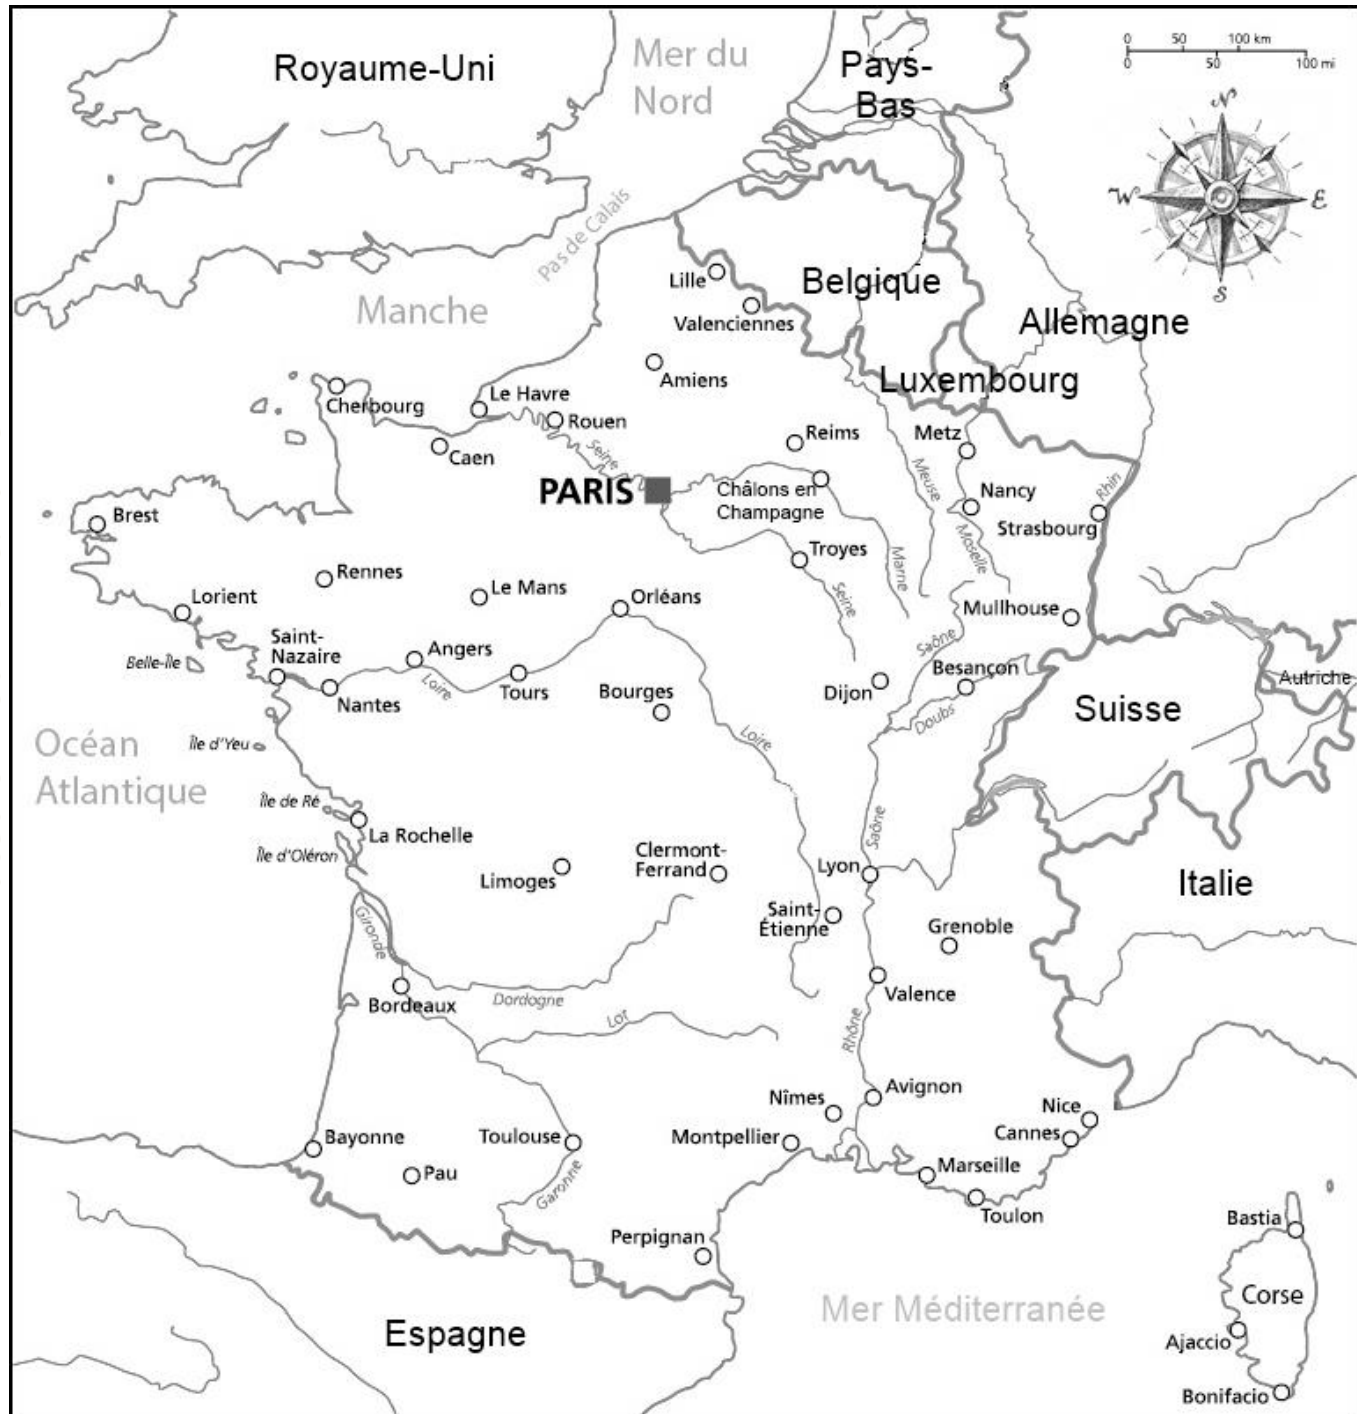 Royaume-Uni
Mer du
Nord
Pays-
Bas
0 50 100 km
0 50 100 mi
N
W
E
S
Pas de Calais
Manche
Lille
Belgique
Valenciennes
Allemagne
Amiens
Luxembourg
Cherbourg
Le Havre
Rouen
Caen
Seine
Reims
Metz
Meuse
PARIS
Châlons en
Champagne
Nancy
Rhin
Strasbourg
Moselle
Brest
Troyes
Marne
Seine
Rennes
Le Mans
Orléans
Lorient
Mullhouse
Saint-
Nazaire
Belle-Île
Angers
Loire
Tours
Nantes
Bourges
Dijon
Saône
Besançon
Doubs
Suisse
Autriche
Océan
Atlantique
Île d'Yeu
Loire
Île de Ré
La Rochelle
Île d'Oléron
Limoges
Clermont-
Ferrand
Saône
Lyon
Italie
Saint-
Étienne
Grenoble
Gironde
Bordeaux
Dordogne
Valence
Lot
Rhône
Avignon
Nîmes
Nice
Cannes
Bayonne
Toulouse
Montpellier
Pau
Garonne
Marseille
Toulon
Perpignan
Bastia
Espagne
Mer Méditerranée
Corse
Ajaccio
Bonifacio